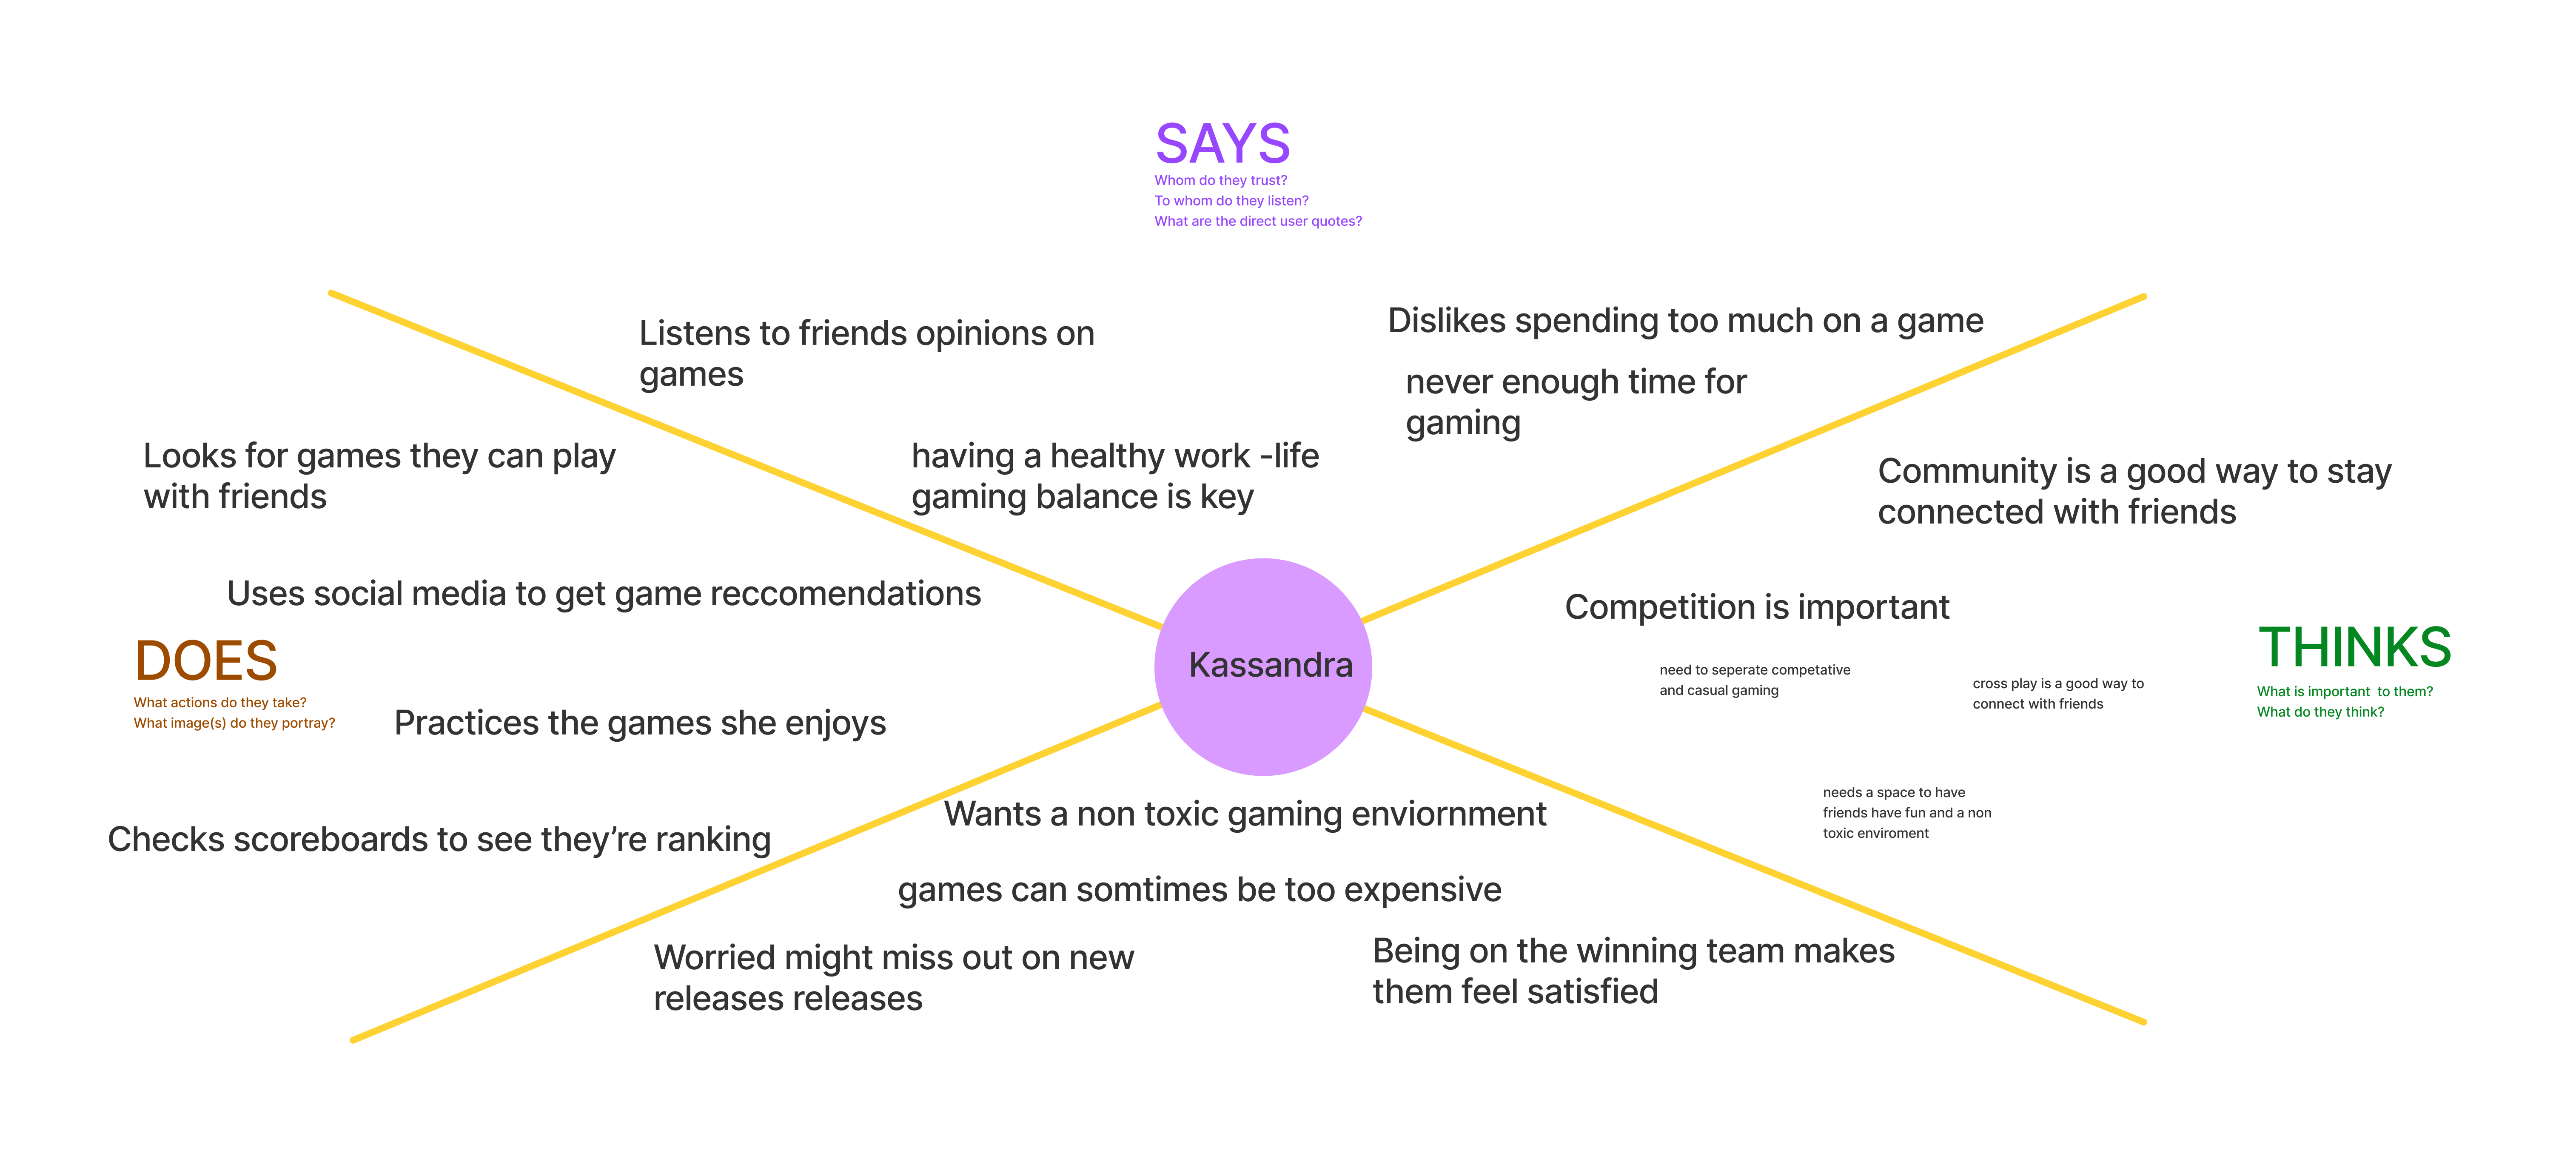 SAYS
Whom do they trust?
To whom do they listen?
What are the direct user quotes?
Listens to friends opinions on
games
having a healthy work -life
gaming balance is key
Dislikes spending too much on a game
never enough time for
gaming
Looks for games they can play
with friends
Uses social media to get game reccomendations
DOES
What actions do they take?
What image(s) do they portray?
Practices the games she enjoys
Checks scoreboards to see they’re ranking
Kassandra
Community is a good way to stay
connected with friends
Competition is important
need to seperate competative
and casual gaming
cross play is a good way to
connect with friends
THINKS
What is important  to them?
What do they think?
needs a space to have
friends have fun and a non
toxic enviroment
Wants a non toxic gaming enviornment
games can somtimes be too expensive
Worried might miss out on new
releases releases
Being on the winning team makes
them feel satisfied